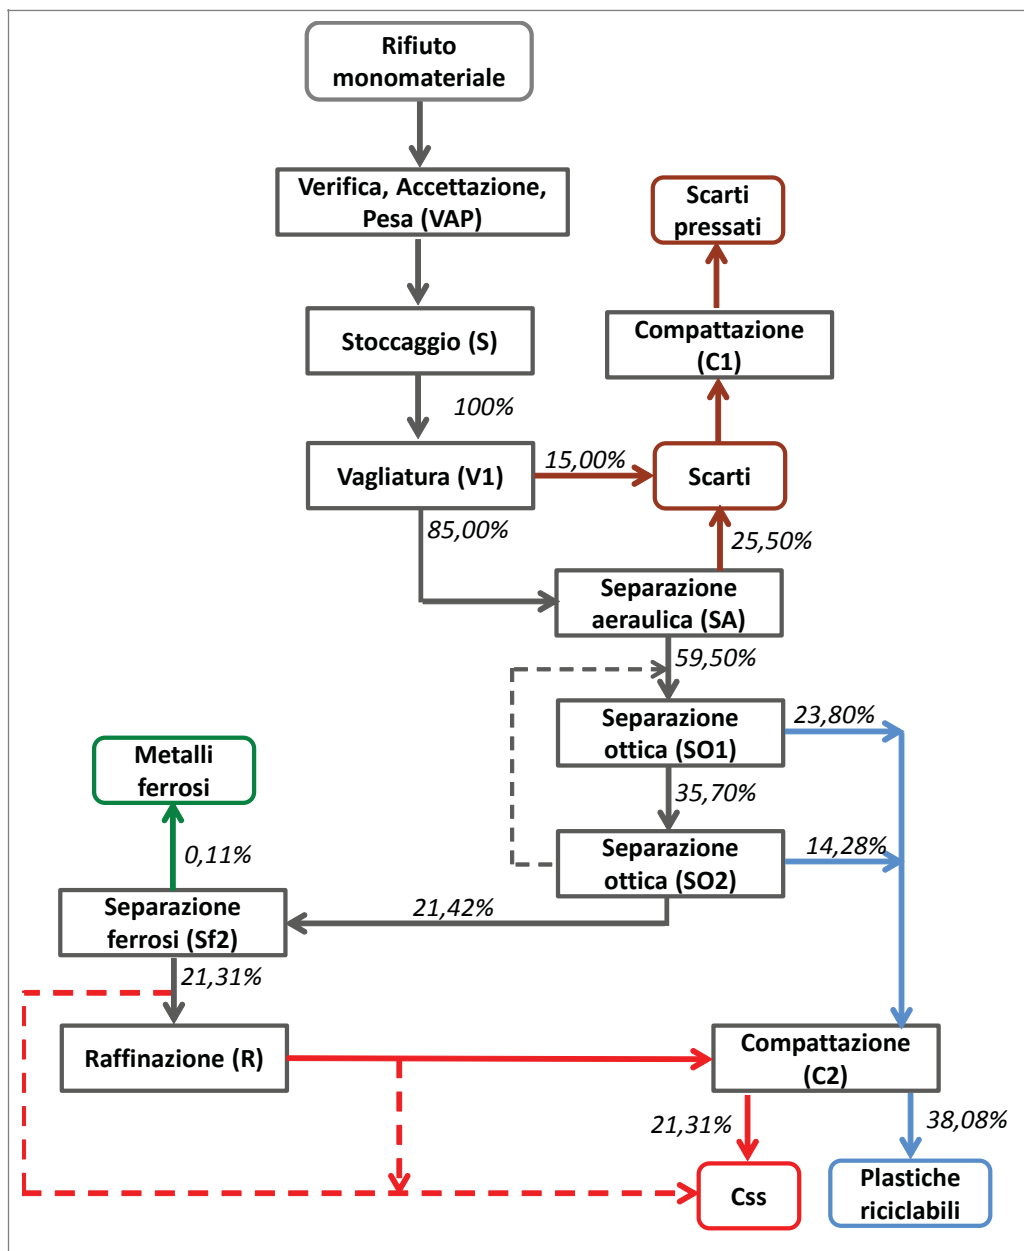 Rifiuto
monomateriale
Verifica, Accettazione,
Pesa (VAP)
Scarti
pressati
Stoccaggio (S)
Compattazione
(C1)
100%
Vagliatura (V1)
15,00%
Scarti
85,00%
25,50%
Separazione
aeraulica (SA)
59,50%
Separazione
ottica (SO1)
23,80%
Metalli
ferrosi
35,70%
0,11%
Separazione
ottica (SO2)
14,28%
Separazione
ferrosi (Sf2)
21,42%
21,31%
Raffinazione (R)
Compattazione
(C2)
21,31%
38,08%
Css
Plastiche
riciclabili